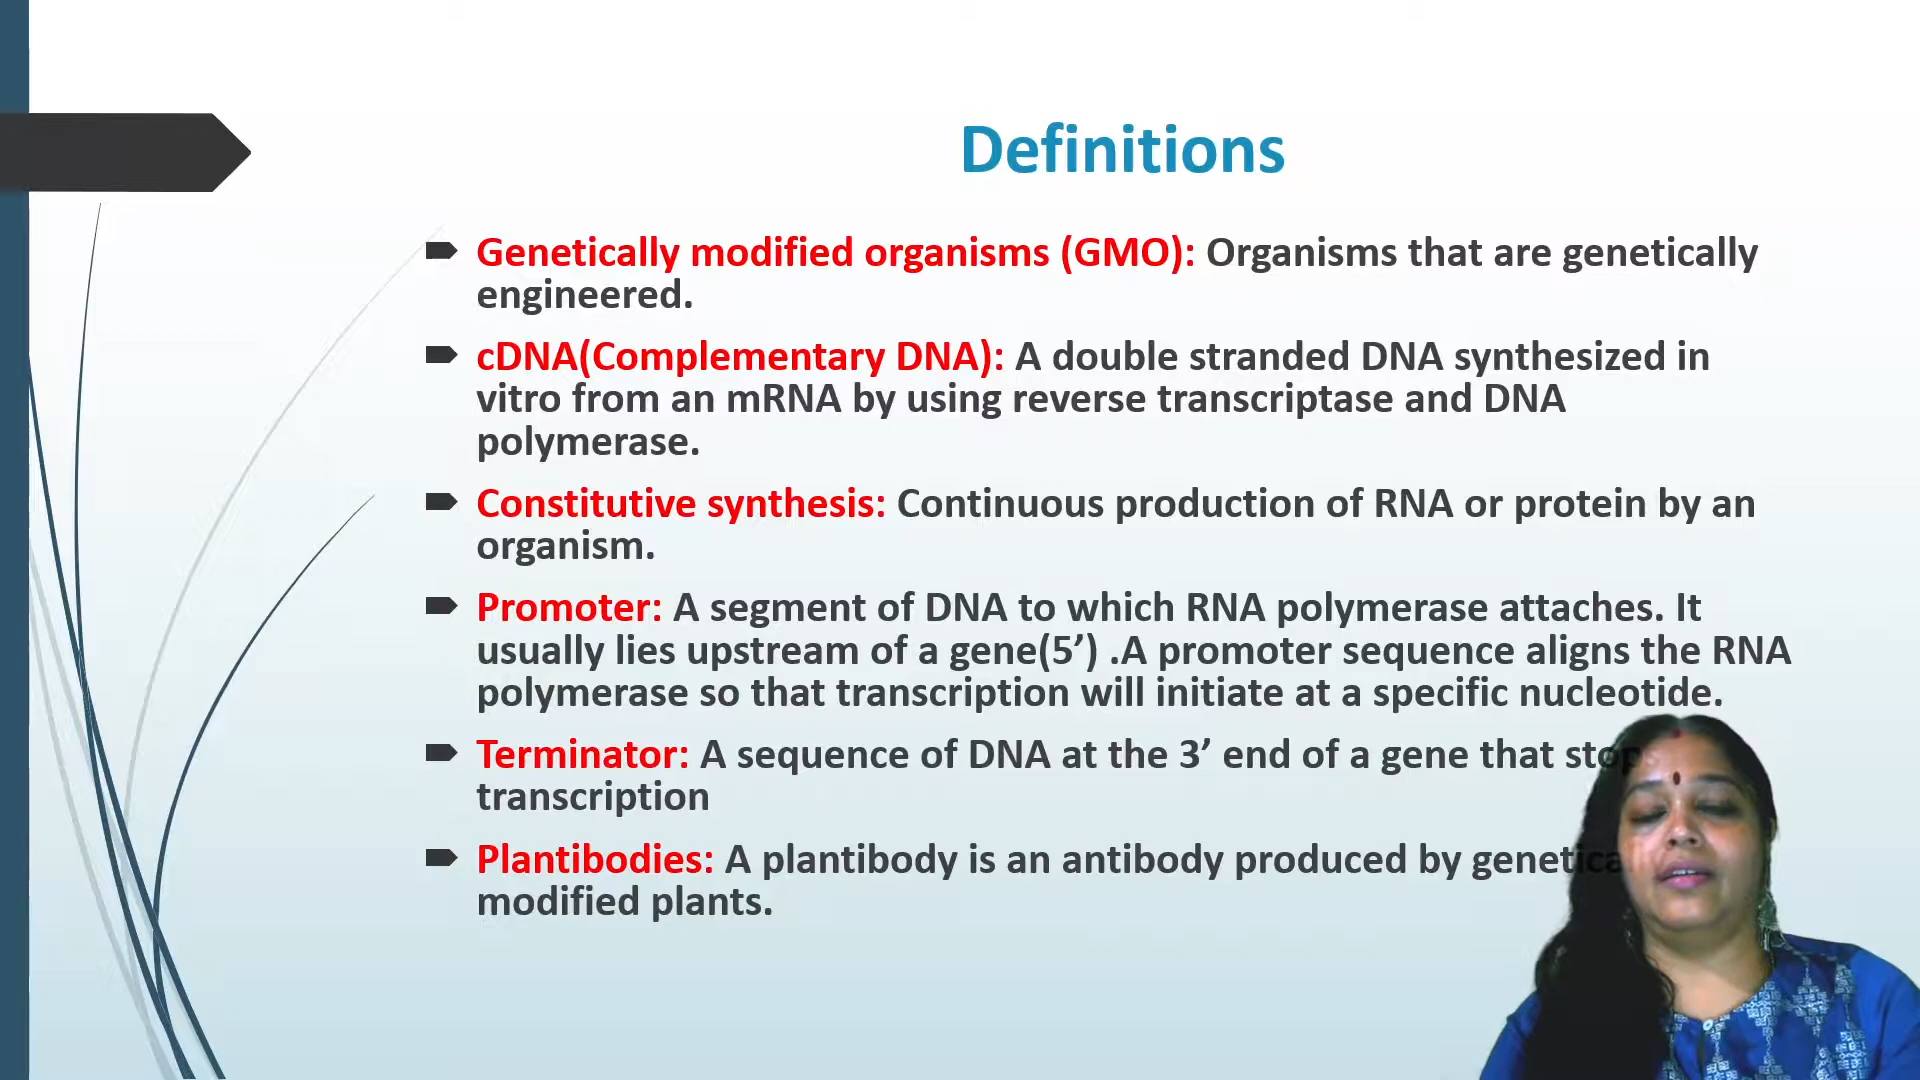 Definitions
Genetically modified organisms (GMO): Organisms that are genetically
engineered.
cDNA(Complementary DNA): A double stranded DNA synthesized in
vitro from an mRNA by using reverse transcriptase and DNA
polymerase.
Constitutive synthesis: Continuous production of RNA or protein by an
organism.
Promoter: A segment of DNA to which RNA polymerase attaches. It
usually lies upstream of a gene(5’) .A promoter sequence aligns the RNA
polymerase so that transcription will initiate at a specific nucleotide.
Terminator: A sequence of DNA at the 3’ end of a gene that stops
transcription
Plantibodies: A plantibody is an antibody produced by
modified plants.